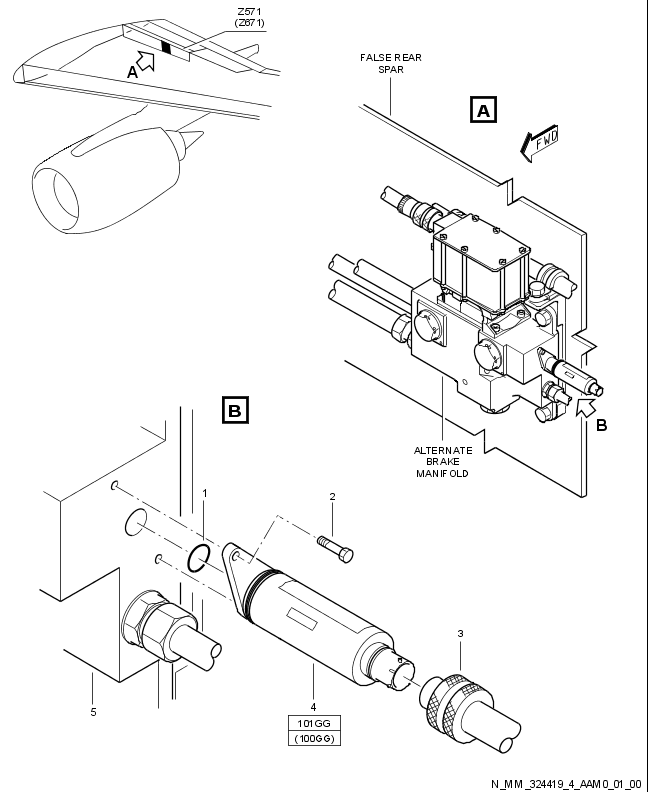 Z571
(Z671)
A
FALSE REAR
SPAR
A
FWD
B
ALTERNATE
BRAKE
MANIFOLD
B
1
2
3
4
5
101GG
(100GG)
N_MM_324419_4_AAM0_01_00